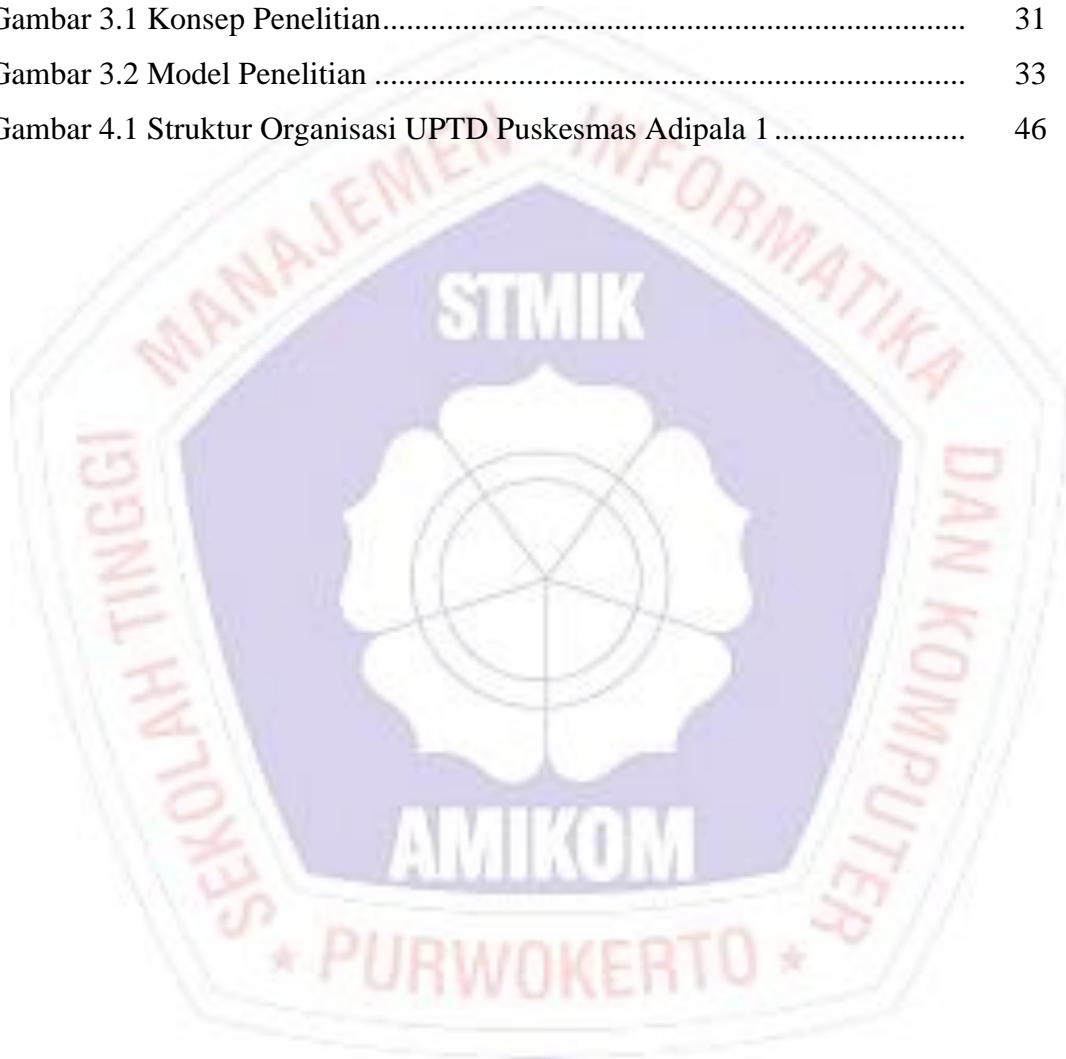 Gambar 3.1 Konsep Penelitian.......................................................................... 31
Gambar 3.2 Model Penelitian .......................................................................... 33
Gambar 4.1 Struktur Organisasi UPTD Puskesmas Adipala 1 ........................ 46
SEKOLAH TINGGI MANAJEMEN INFORMATIKA DAN KOMPUTER
STMIK
AMIKOM
* PURWOKERTO *